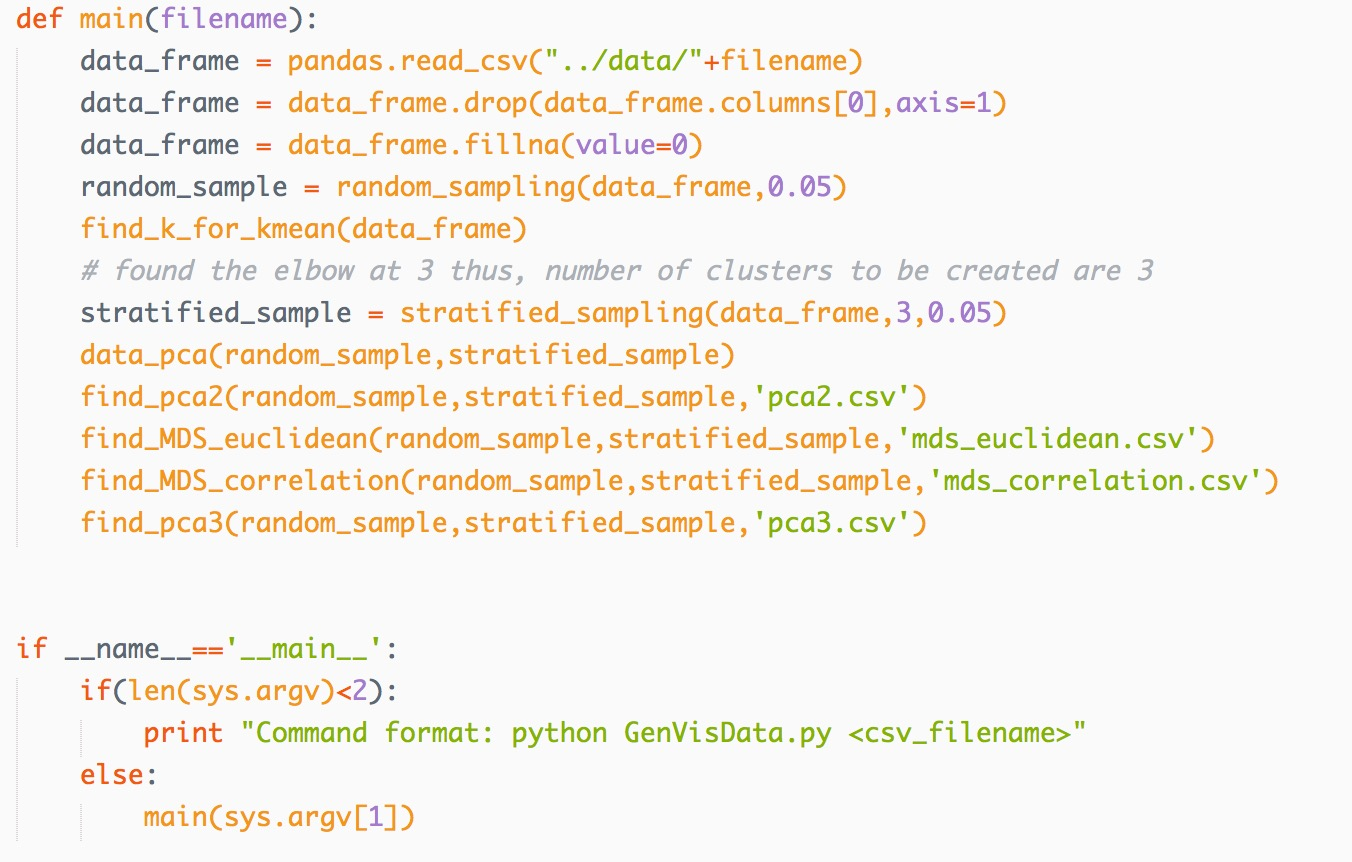 def main(filename):
    data_frame = pandas.read_csv("../data/"+filename)
    data_frame = data_frame.drop(data_frame.columns[0],axis=1)
    data_frame = data_frame.fillna(value=0)
    random_sample = random_sampling(data_frame,0.05)
    find_k_for_kmean(data_frame)
    # found the elbow at 3 thus, number of clusters to be created are 3
    stratified_sample = stratified_sampling(data_frame,3,0.05)
    data_pca(random_sample,stratified_sample)
    find_pca2(random_sample,stratified_sample,'pca2.csv')
    find_MDS_euclidean(random_sample,stratified_sample,'mds_euclidean.csv')
    find_MDS_correlation(random_sample,stratified_sample,'mds_correlation.csv')
    find_pca3(random_sample,stratified_sample,'pca3.csv')
if __name__=='__main__':
    if(len(sys.argv)<2):
        print "Command format: python GenVisData.py <csv_filename>"
    else:
        main(sys.argv[1])